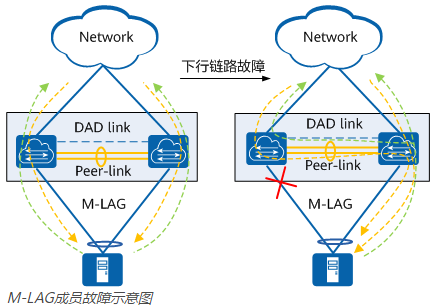 Network
下行链路故障
Network
DAD link
Peer-link
M-LAG
DAD link
Peer-link
M-LAG
M-LAG成员故障示意图